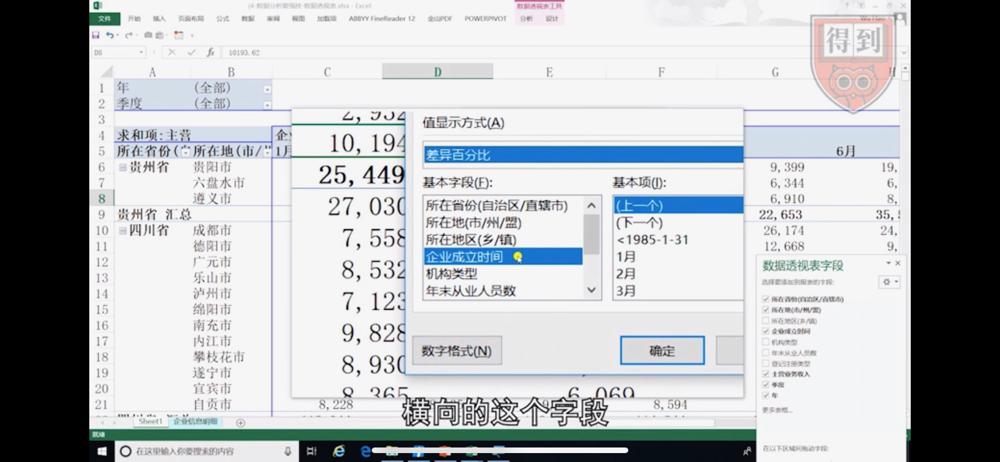 j4-数据分析密强技-数据透视表.xlsx - Excel
数据透视表工具
FILE
开始
插入
页面布局
公式
数据
审阅
视图
加载项
ABBYY FineReader 12
金山PDF
POWERPIVOT
分析
设计
得到
D8
fx
10193.62
A B C D E F G H
1 年 (全部)
2 季度 (全部)
3
4 求和项:主营 企
5 所在省份( 所在地(市/ 1月 6月
6 贵州省 贵阳市 9,399 19,
7 六盘水市 6,344 6,
8 遵义市 6,910 8,
9 贵州省 汇总 22,653 35,
10 四川省 成都市 26,174 24,
11 德阳市 12,668 9,
12 广元市
13 乐山市
14 泸州市
15 绵阳市
16 南充市
17 内江市
18 攀枝花市
19 遂宁市
20 宜宾市
21 自贡市 8,228 8,594
2,932
10,194
25,449
27,030
7,558
8,532
7,123
9,828
8,930
8,365
6,069
值显示方式(A)
差异百分比
基本字段(F):
所在省份(自治区/直辖市)
所在地(市/州/盟)
所在地区(乡/镇)
企业成立时间
机构类型
年末从业人员数
基本项(I):
(上一个)
(下一个)
<1985-1-31
1月
2月
3月
数字格式(N)
确定
数据透视表字段
选择要添加到报表的字段:
所在省份(自治区/直辖市)
所在地(市/州/盟)
所在地区(乡/镇)
企业成立时间
机构类型
年末从业人员数
登记注册类型
主营业务收入
季度
年
更多表格...
在以下区域间拖动字段:
横向的这个字段
Sheet1
企业信息明细
就绪
在这里输入你要搜索的内容